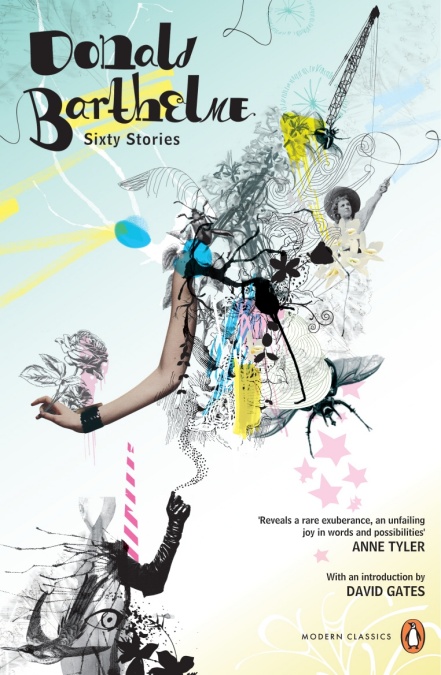 Donald
Barthelme
Sixty Stories
'Reveals a rare exuberance, an unfailing
joy in words and possibilities'
ANNE TYLER
With an introduction by
DAVID GATES
MODERN CLASSICS